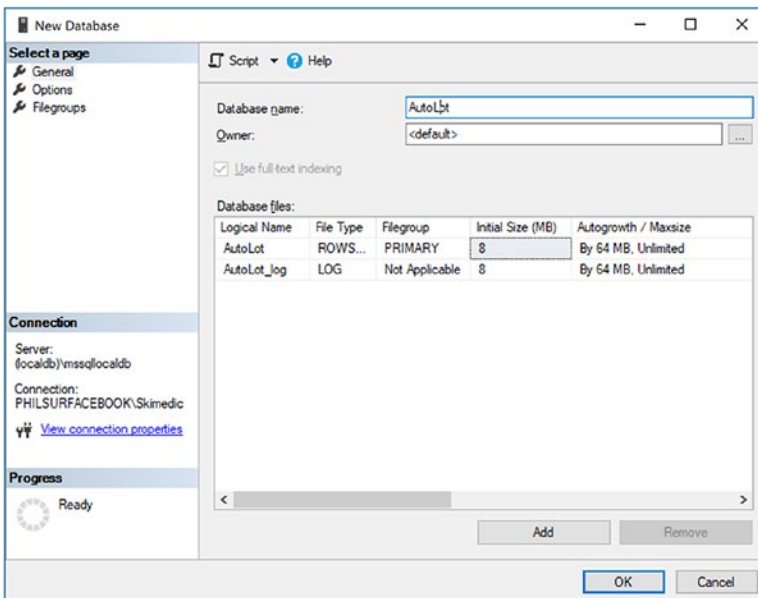 New Database
Select a page
General
Options
Filegroups
Connection
Server:
(localdb)\mssqllocaldb
Connection:
PHILSURFACEBOOK\Skimedic
View connection properties
Progress
Ready
Script Help
Database name: AutoLot
Owner: <default> ...
Use full-text indexing
Database files:
Logical Name File Type Filegroup Initial Size (MB) Autogrowth / Maxsize
AutoLot ROWS... PRIMARY 8 By 64 MB, Unlimited
AutoLot_log LOG Not Applicable 8 By 64 MB, Unlimited
Add Remove
OK Cancel